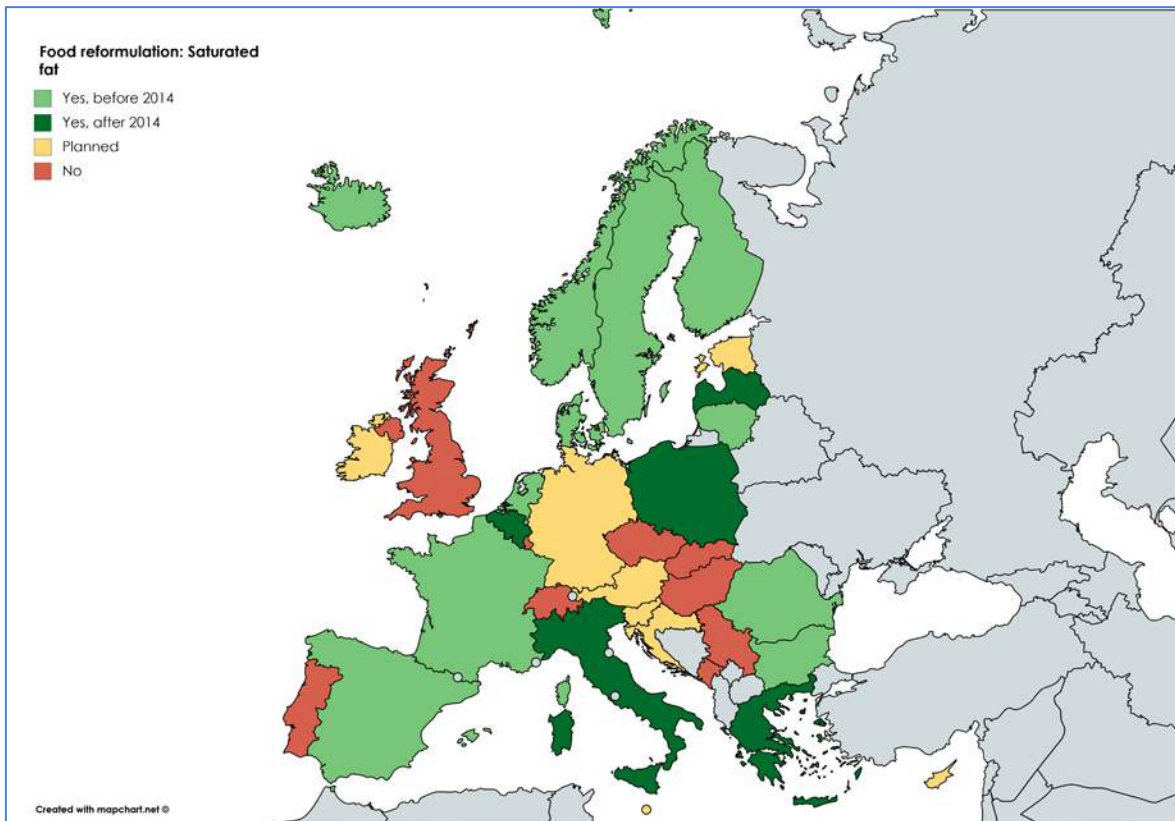 Food reformulation: Saturated
fat
Yes, before 2014
Yes, after 2014
Planned
No
Created with mapchart.net ©